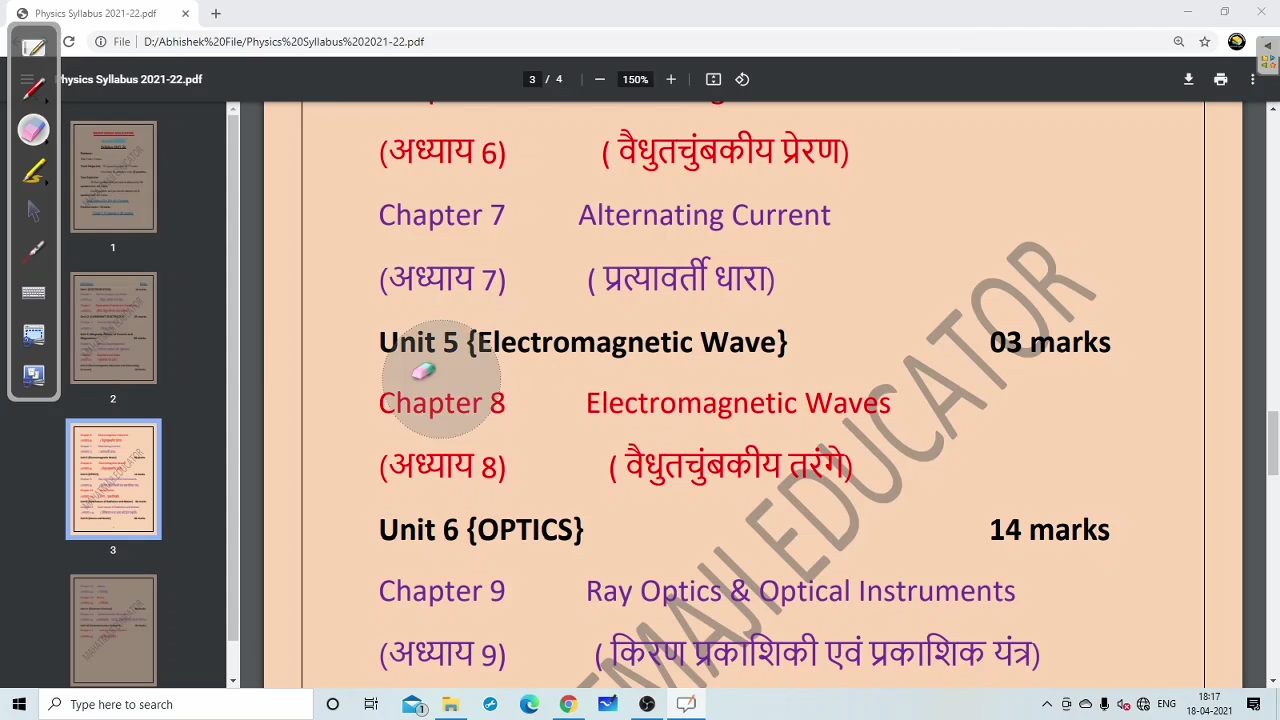 Physics Syllabus 2021-22.pdf
File
D:/Abhishek%20File/Physics%20Syllabus%202021-22.pdf
Physics Syllabus 2021-22.pdf
3 / 4
150%
(अध्याय 6) ( वैधुतचुंबकीय प्रेरण)
Chapter 7 Alternating Current
(अध्याय 7) ( प्रत्यावर्ती धारा)
Unit 5 {Electromagnetic Wave} 03 marks
Chapter 8 Electromagnetic Waves
(अध्याय 8) ( वैधुतचुंबकीय तरंगे)
Unit 6 {OPTICS} 14 marks
Chapter 9 Ray Optics & Optical Instruments
(अध्याय 9) ( किरण प्रकाशिकी एवं प्रकाशिक यंत्र)
EMAJI EDUCATOR
1
2
3
Type here to search
1
ENG
18:17
18-04-2021